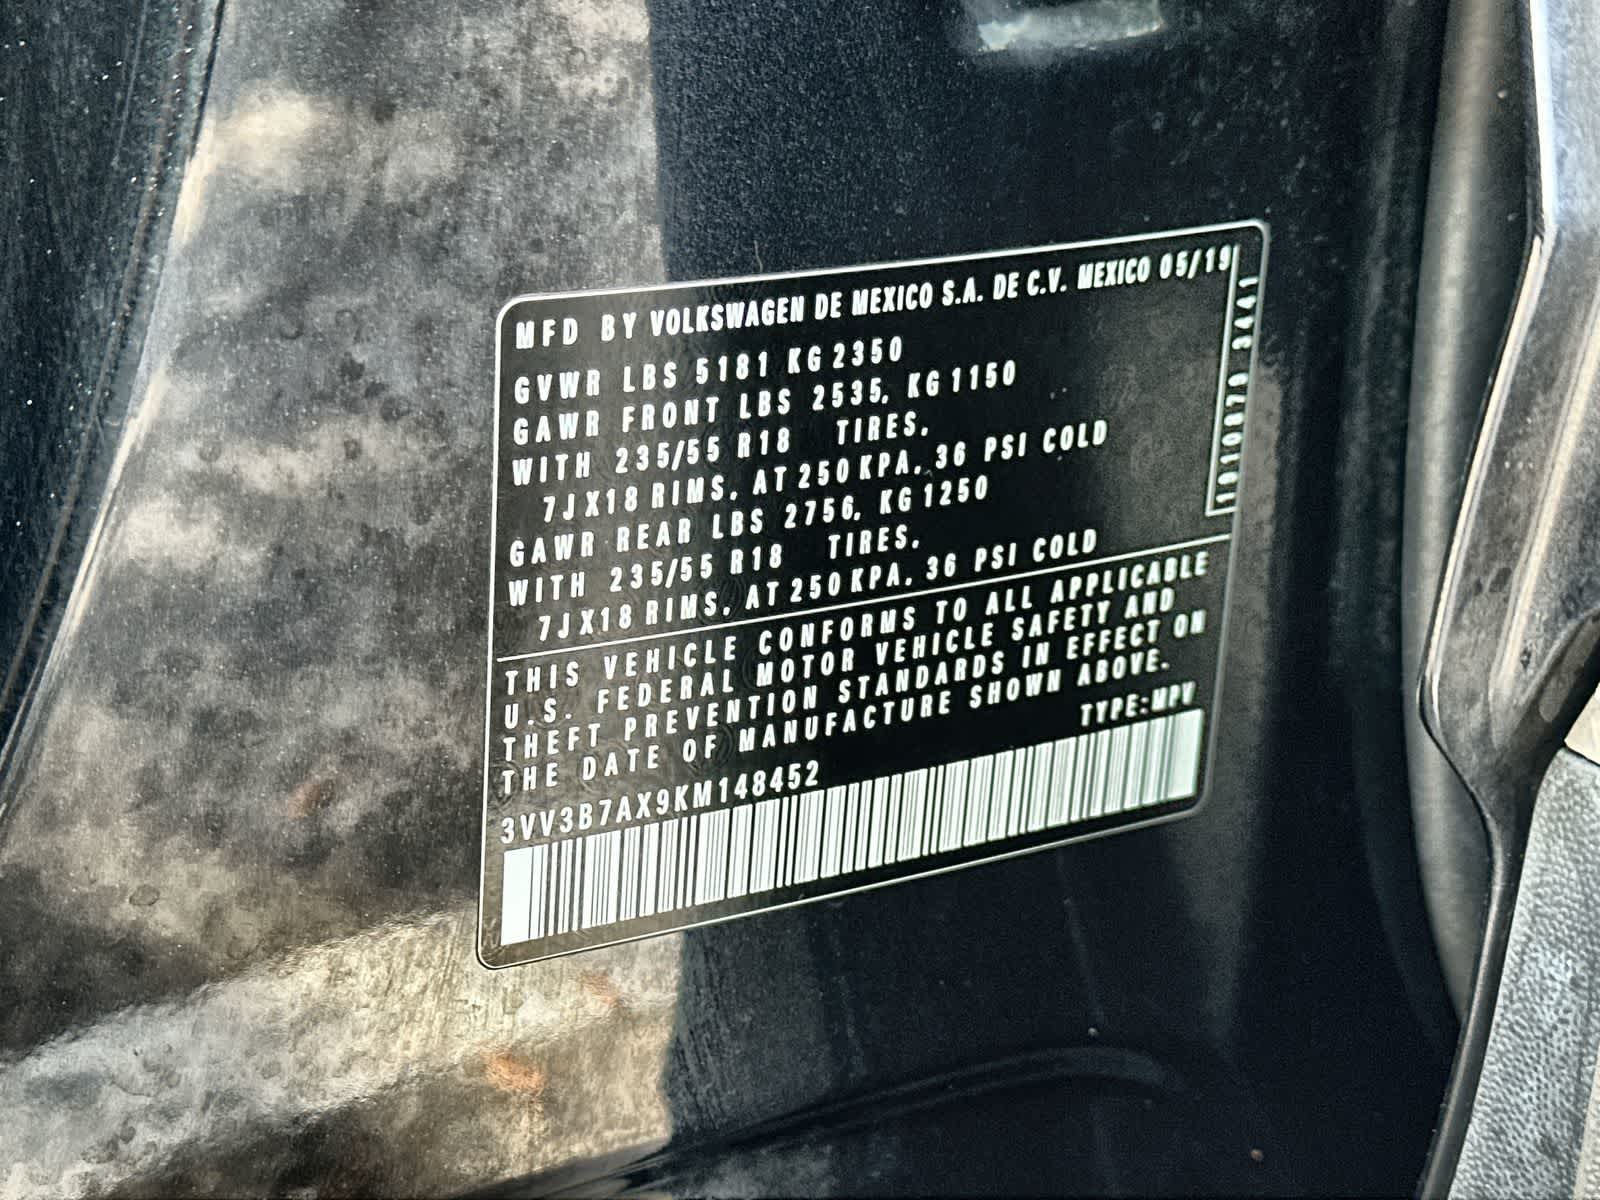 MFD BY VOLKSWAGEN DE MEXICO S.A. DE C.V. MEXICO 05/19
GVWR LBS 5181 KG 2350
GAWR FRONT LBS 2535, KG 1150
WITH 235/55 R18 TIRES,
7JX18 RIMS, AT 250 KPA, 36 PSI COLD
GAWR REAR LBS 2756, KG 1250
WITH 235/55 R18 TIRES,
7JX18 RIMS, AT 250 KPA, 36 PSI COLD
THIS VEHICLE CONFORMS TO ALL APPLICABLE
U.S. FEDERAL MOTOR VEHICLE SAFETY AND
THEFT PREVENTION STANDARDS IN EFFECT ON
THE DATE OF MANUFACTURE SHOWN ABOVE.
TYPE:MPV
3VV3B7AX9KM148452